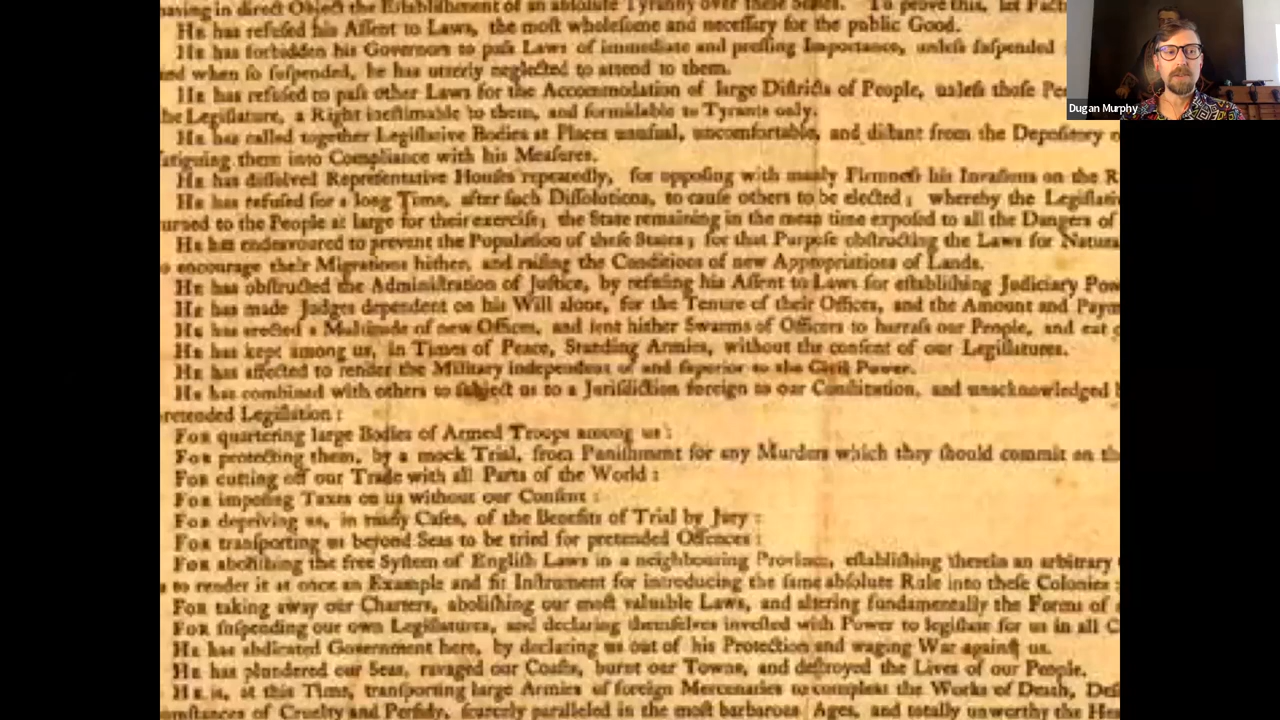 having in direct Object the Establishment of an absolute Tyranny over these States. To prove this, let Fact
HE has refuſed his Aſſent to Laws, the moſt wholeſome and neceſſary for the public Good.
HE has forbidden his Governors to paſs Laws of immediate and preſſing Importance, unleſs ſuſpended
and when ſo ſuſpended, he has utterly neglected to attend to them.
HE has refuſed to paſs other Laws for the Accommodation of large Diſtricts of People, unleſs thoſe Peo
the Legiſlature, a Right ineſtimable to them, and formidable to Tyrants only.
HE has called together Legiſlative Bodies at Places unuſual, uncomfortable, and diſtant from the Depoſitory o
fatiguing them into Compliance with his Meaſures.
HE has diſſolved Repreſentative Houſes repeatedly, for oppoſing with manly Firmneſs his Invaſions on the R
HE has refuſed for a long Time, after ſuch Diſſolutions, to cauſe others to be elected; whereby the Legiſlativ
urned to the People at large for their exerciſe; the State remaining in the mean time expoſed to all the Dangers of
HE has endeavoured to prevent the Population of theſe States; for that Purpoſe obſtructing the Laws for Natura
o encourage their Migrations hither, and raiſing the Conditions of new Appropriations of Lands.
HE has obſtructed the Adminiſtration of Juſtice, by refuſing his Aſſent to Laws for eſtabliſhing Judiciary Pow
HE has made Judges dependent on his Will alone, for the Tenure of their Offices, and the Amount and Paym
HE has erected a Multitude of new Offices, and ſent hither Swarms of Officers to harraſs our People, and eat
HE has kept among us, in Times of Peace, Standing Armies, without the conſent of our Legiſlatures.
HE has affected to render the Military independent of and ſuperior to the Civil Power.
HE has combined with others to ſubject us to a Juriſdiction foreign to our Conſtitution, and unacknowledged b
retended Legiſlation:
FOR quartering large Bodies of Armed Troops among us:
FOR protecting them, by a mock Trial, from Puniſhment for any Murders which they ſhould commit on th
FOR cutting off our Trade with all Parts of the World:
FOR impoſing Taxes on us without our Conſent:
FOR depriving us, in many Caſes, of the Benefits of Trial by Jury:
FOR tranſporting us beyond Seas to be tried for pretended Offences:
FOR aboliſhing the free Syſtem of Engliſh Laws in a neighbouring Province, eſtabliſhing therein an arbitrary
s to render it at once an Example and fit Inſtrument for introducing the ſame abſolute Rule into theſe Colonies:
FOR taking away our Charters, aboliſhing our moſt valuable Laws, and altering fundamentally the Forms of
FOR ſuſpending our own Legiſlatures, and declaring themſelves inveſted with Power to legiſlate for us in all C
HE has abdicated Government here, by declaring us out of his Protection and waging War againſt us.
HE has plundered our Seas, ravaged our Coaſts, burnt our Towns, and deſtroyed the Lives of our People.
HE is, at this Time, tranſporting large Armies of foreign Mercenaries to compleat the Works of Death, Deſ
cumſtances of Cruelty and Perfidy, ſcarcely paralleled in the moſt barbarous Ages, and totally unworthy the Hea
Dugan Murphy